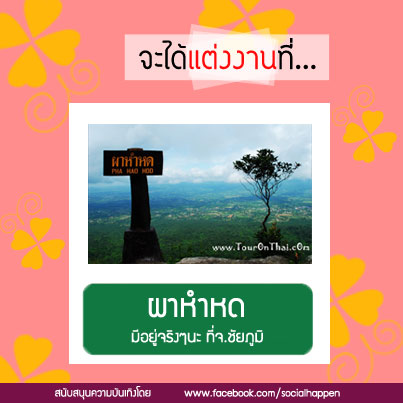 จะได้แต่งงานที่...
ผาหำหด
PHA HAO HOD
www.TourOnThai.cOm
ผาหำหด
มีอยู่จริงๆนะ ที่จ.ชัยภูมิ
สนับสนุนความบันเทิงโดย www.facebook.com/socialhappen